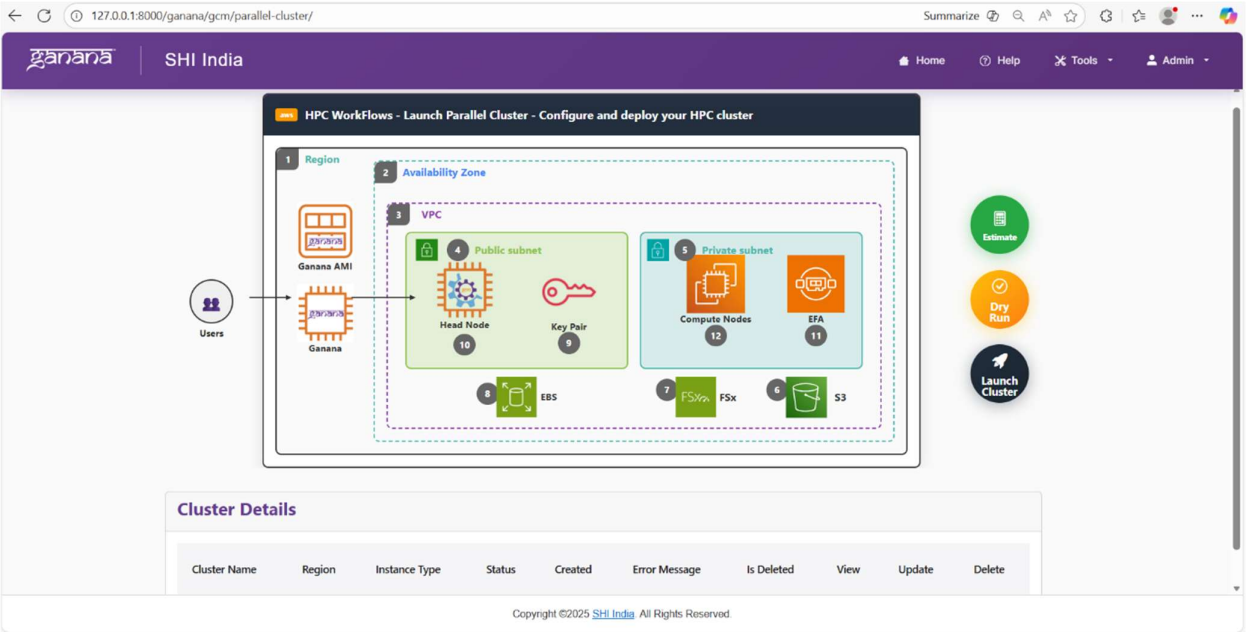 127.0.0.1:8000/ganana/gcm/parallel-cluster/
Summarize
ganana
SHI India
Home
Help
Tools
Admin
aws
HPC WorkFlows - Launch Parallel Cluster - Configure and deploy your HPC cluster
1
Region
2
Availability Zone
3
VPC
ganana
Ganana AMI
4
Public subnet
5
Private subnet
Users
ganana
Ganana
Head Node
10
Key Pair
9
Compute Nodes
12
EFA
11
8
EBS
7
FSx
FSx
6
S3
Estimate
Dry
Run
Launch
Cluster
Cluster Details
Cluster Name Region Instance Type Status Created Error Message Is Deleted View Update Delete
Copyright ©2025 SHI India. All Rights Reserved.